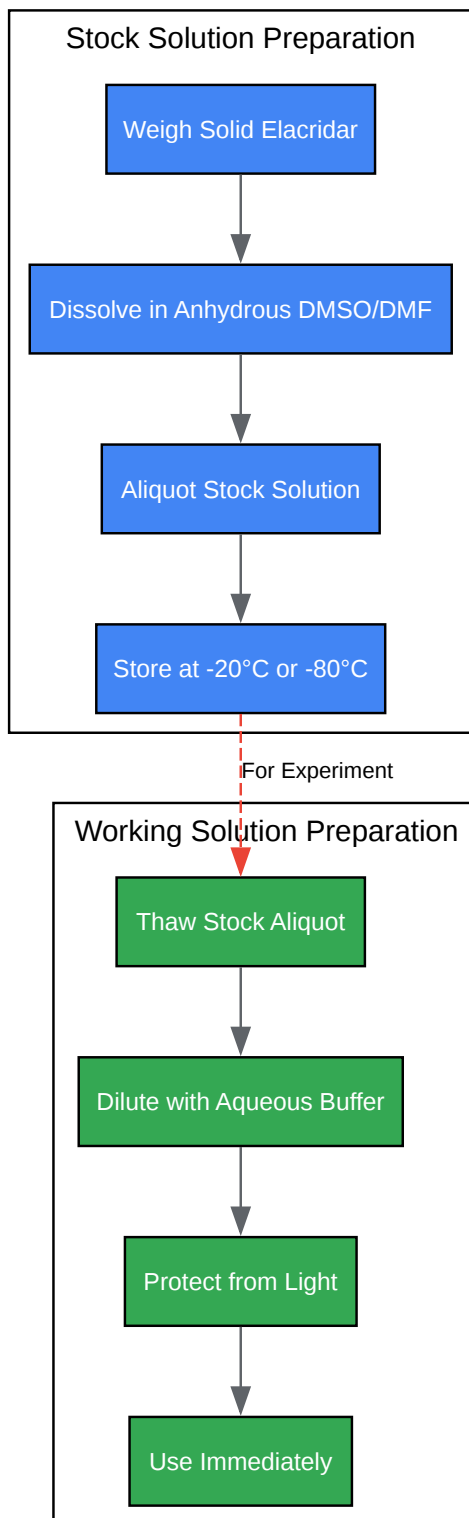 Stock Solution Preparation
Weigh Solid Elacridar
Dissolve in Anhydrous DMSO/DMF
Aliquot Stock Solution
Store at -20°C or -80°C
For Experiment
Working Solution Preparation
Thaw Stock Aliquot
Dilute with Aqueous Buffer
Protect from Light
Use Immediately